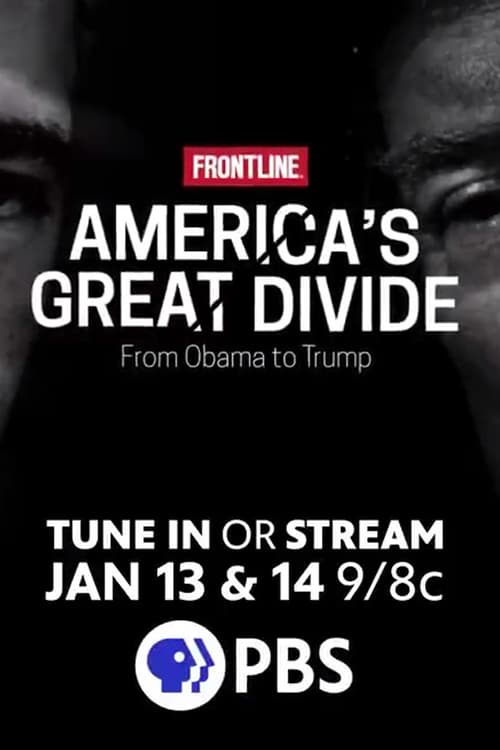 FRONTLINE
AMERICA'S
GREAT DIVIDE
From Obama to Trump
TUNE IN OR STREAM
JAN 13 & 14 9/8c
PBS